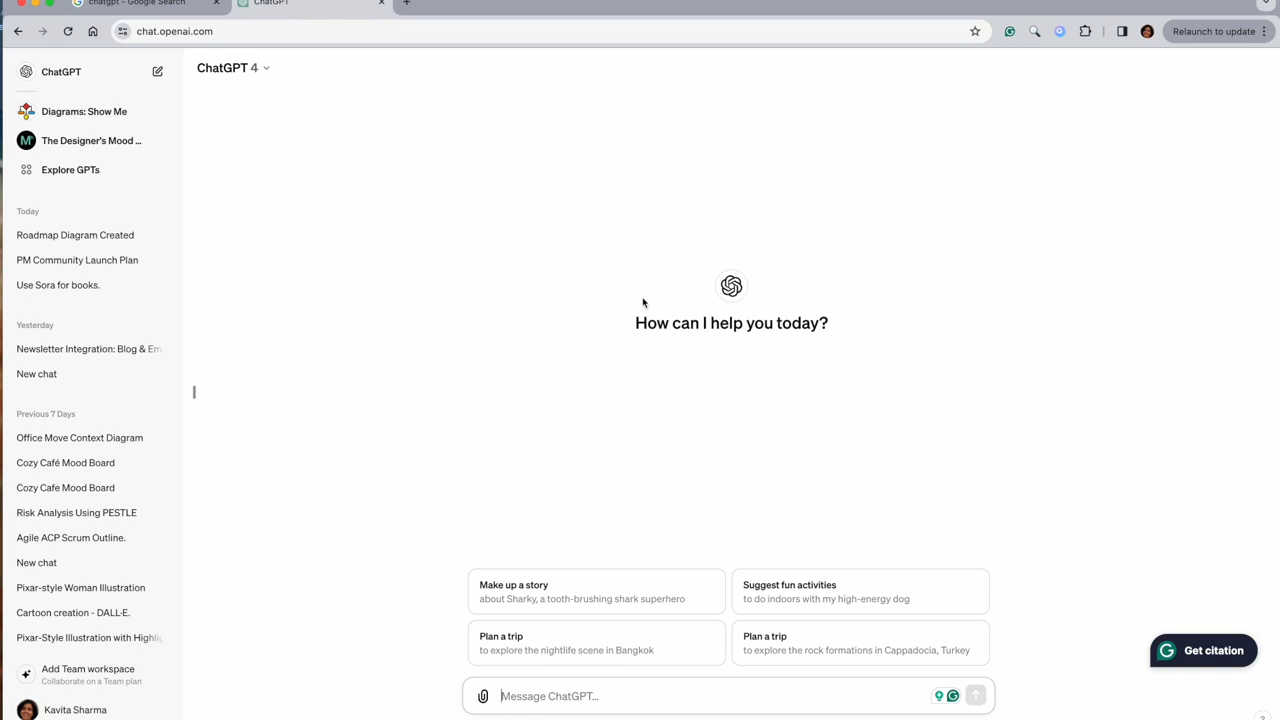 chatgpt - Google Search
ChatGPT
chat.openai.com
Relaunch to update
ChatGPT
ChatGPT 4
Diagrams: Show Me
The Designer's Mood ...
Explore GPTs
Today
Roadmap Diagram Created
PM Community Launch Plan
Use Sora for books.
Yesterday
Newsletter Integration: Blog & Em
New chat
Previous 7 Days
Office Move Context Diagram
Cozy Café Mood Board
Cozy Cafe Mood Board
Risk Analysis Using PESTLE
Agile ACP Scrum Outline.
New chat
Pixar-style Woman Illustration
Cartoon creation - DALL·E.
Pixar-Style Illustration with Highlig
Add Team workspace
Collaborate on a Team plan
Kavita Sharma
How can I help you today?
Make up a story
about Sharky, a tooth-brushing shark superhero
Suggest fun activities
to do indoors with my high-energy dog
Plan a trip
to explore the nightlife scene in Bangkok
Plan a trip
to explore the rock formations in Cappadocia, Turkey
Get citation
Message ChatGPT...